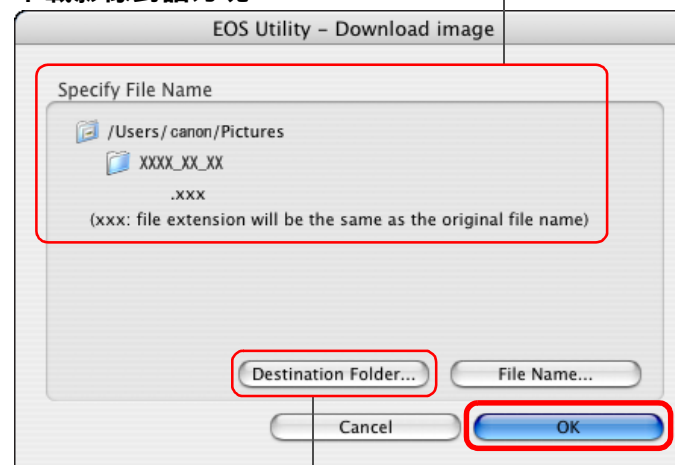 EOS Utility – Download image
Specify File Name
/Users/canon/Pictures
XXXX_XX_XX
.xxx
(xxx: file extension will be the same as the original file name)
Destination Folder...
File Name...
Cancel
OK